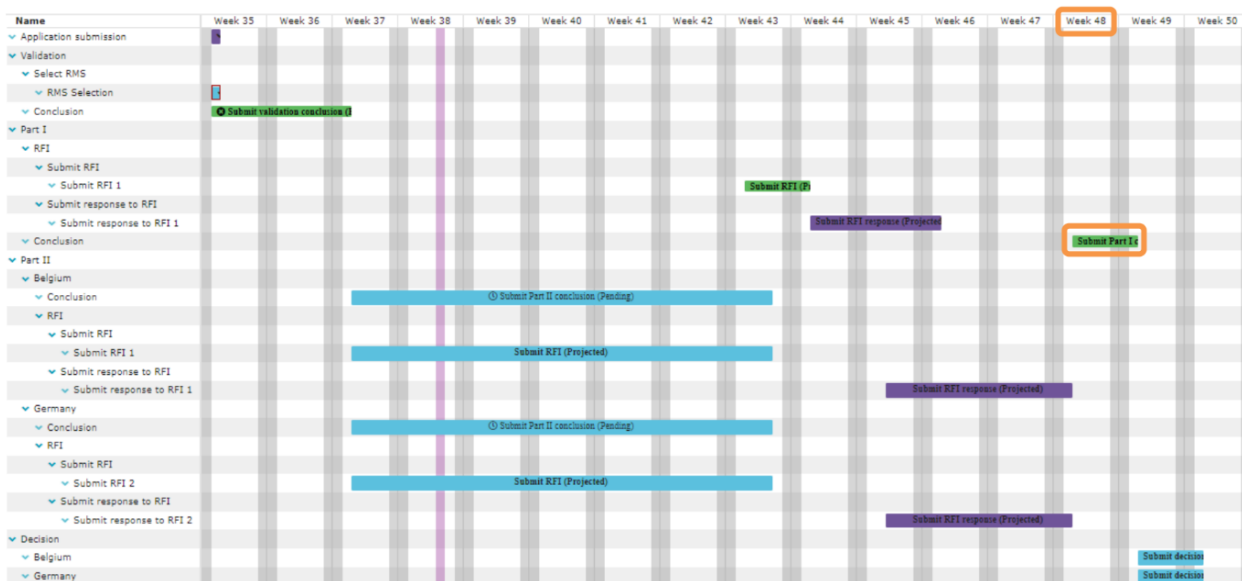 Name Week 35 Week 36 Week 37 Week 38 Week 39 Week 40 Week 41 Week 42 Week 43 Week 44 Week 45 Week 46 Week 47 Week 48 Week 49 Week 50
Application submission
Validation
Select RMS
RMS Selection
Conclusion Submit validation conclusion (I
Part I
RFI
Submit RFI
Submit RFI 1 Submit RFI (P
Submit response to RFI
Submit response to RFI 1 Submit RFI response (Projected
Conclusion Submit Part I c
Part II
Belgium
Conclusion Submit Part II conclusion (Pending)
RFI
Submit RFI
Submit RFI 1 Submit RFI (Projected)
Submit response to RFI
Submit response to RFI 1 Submit RFI response (Projected)
Germany
Conclusion Submit Part II conclusion (Pending)
RFI
Submit RFI
Submit RFI 2 Submit RFI (Projected)
Submit response to RFI
Submit response to RFI 2 Submit RFI response (Projected)
Decision
Belgium Submit decision
Germany Submit decision